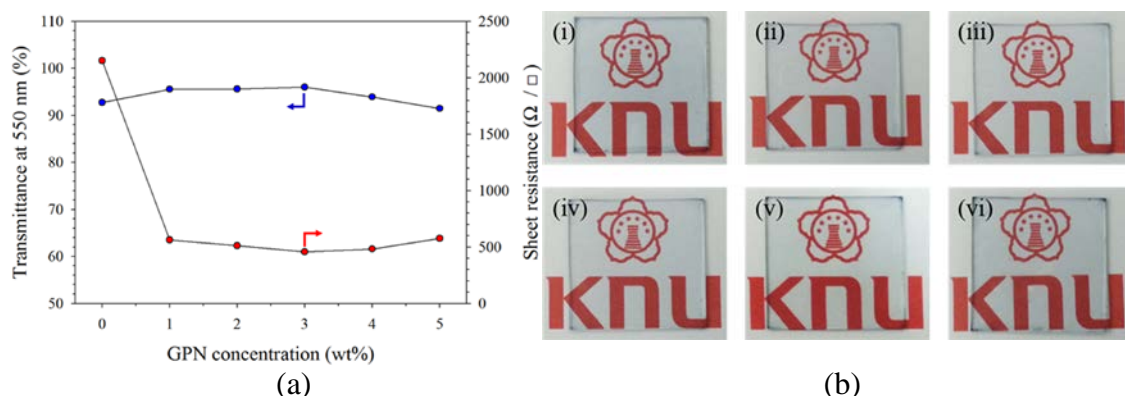 110
100
90
80
70
60
50
Transmittance at 550 nm (%)
2500
2000
1500
1000
500
0
Sheet resistance (Ω / □)
0 1 2 3 4 5
GPN concentration (wt%)
(a)
(i)
KNU
(ii)
KNU
(iii)
KNU
(iv)
KNU
(v)
KNU
(vi)
KNU
(b)